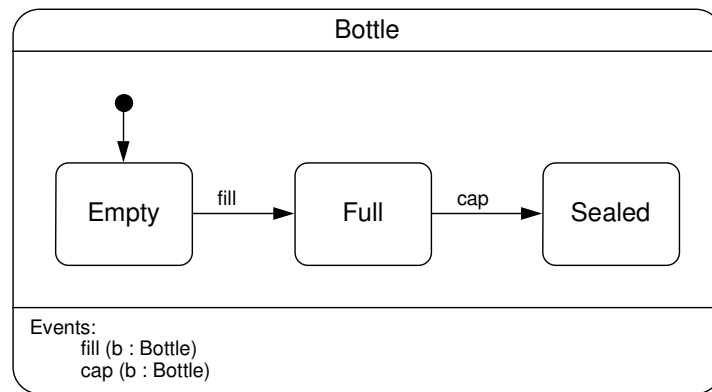 Bottle
Empty
fill
Full
cap
Sealed
Events:
fill (b : Bottle)
cap (b : Bottle)